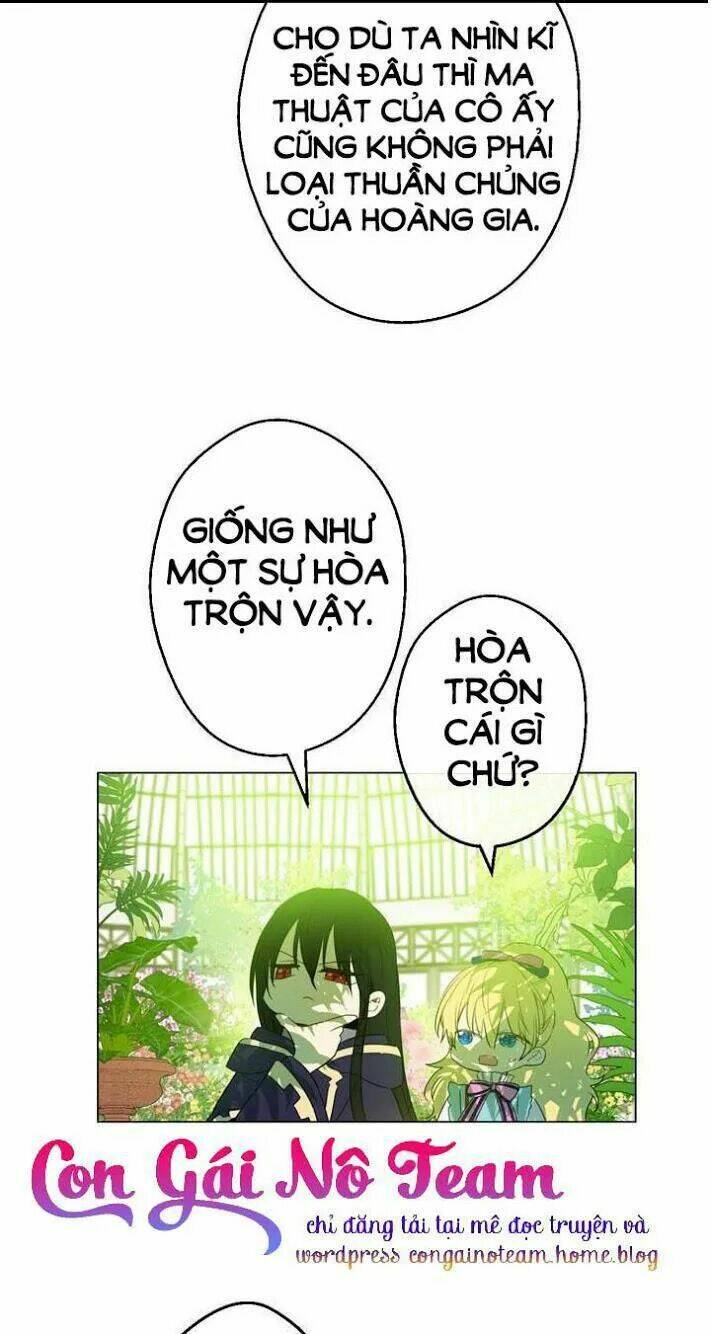 CHO DÙ TA NHÌN KĨ
ĐẾN ĐÂU THÌ MA
THUẬT CỦA CÔ ẤY
CŨNG KHÔNG PHẢI
LOẠI THUẦN CHỦNG
CỦA HOÀNG GIA.
GIỐNG NHƯ
MỘT SỰ HÒA
TRỘN VẬY.
HÒA
TRỘN
CÁI GÌ
CHỨ?
Con Gái Nô Team
chỉ đăng tải tại mê đọc truyện và
wordpress congainoteam.home.blog